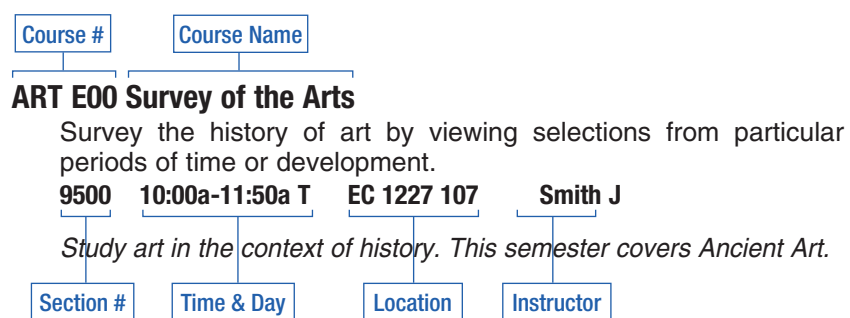 Course # Course Name
ART E00 Survey of the Arts
Survey the history of art by viewing selections from particular
periods of time or development.
9500 10:00a-11:50a T EC 1227 107 Smith J
Study art in the context of history. This semester covers Ancient Art.
Section # Time & Day Location Instructor